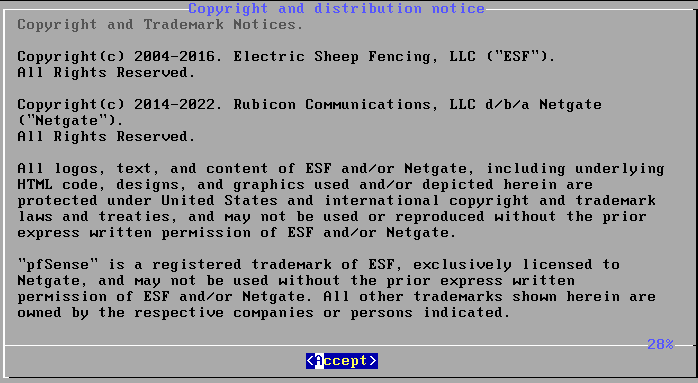 Copyright and distribution notice
Copyright and Trademark Notices.
Copyright(c) 2004-2016. Electric Sheep Fencing, LLC ("ESF").
All Rights Reserved.
Copyright(c) 2014-2022. Rubicon Communications, LLC d/b/a Netgate
("Netgate").
All Rights Reserved.
All logos, text, and content of ESF and/or Netgate, including underlying
HTML code, designs, and graphics used and/or depicted herein are
protected under United States and international copyright and trademark
laws and treaties, and may not be used or reproduced without the prior
express written permission of ESF and/or Netgate.
"pfSense" is a registered trademark of ESF, exclusively licensed to
Netgate, and may not be used without the prior express written
permission of ESF and/or Netgate. All other trademarks shown herein are
owned by the respective companies or persons indicated.
28%
<Accept>